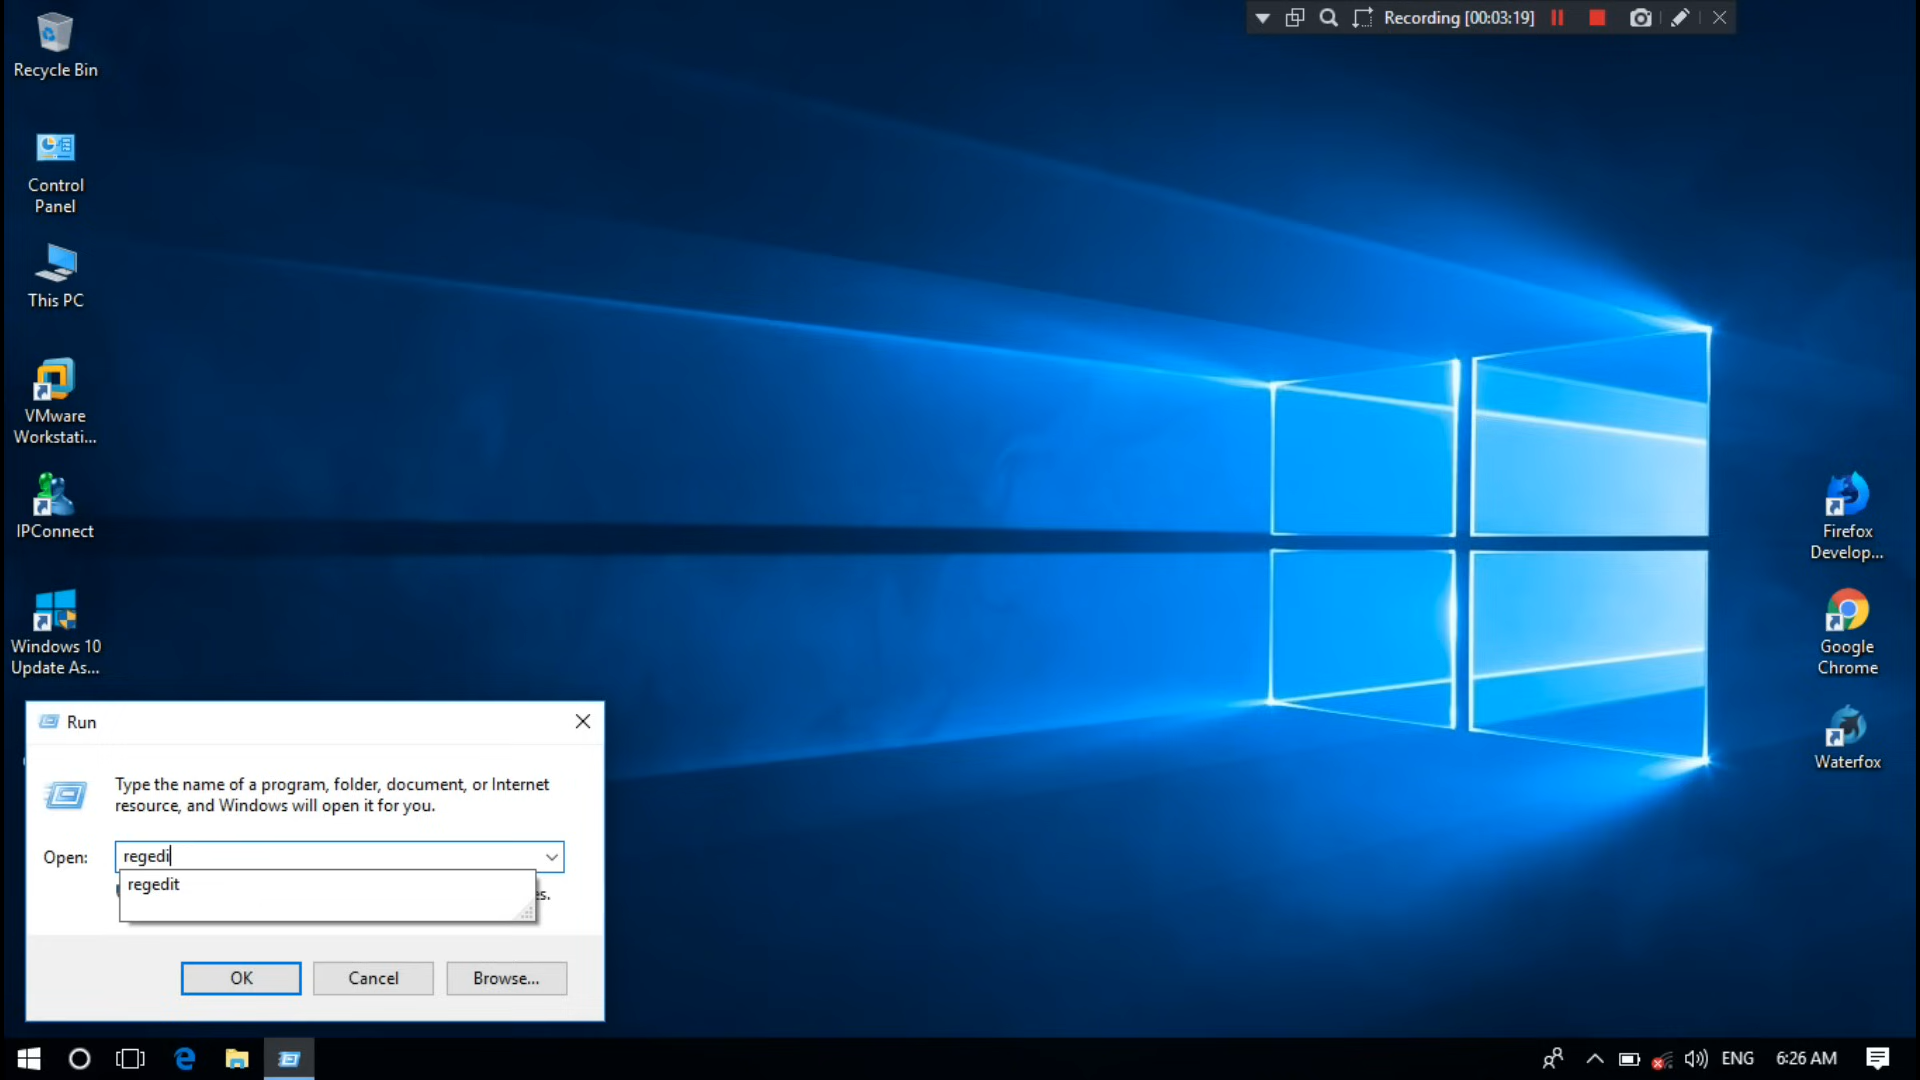 Recording [00:03:19]
Recycle Bin
Control
Panel
This PC
VMware
Workstati...
IPConnect
Windows 10
Update As...
Firefox
Develop...
Google
Chrome
Waterfox
Run
Type the name of a program, folder, document, or Internet
resource, and Windows will open it for you.
Open:
regedi
regedit
es.
OK
Cancel
Browse...
ENG
6:26 AM